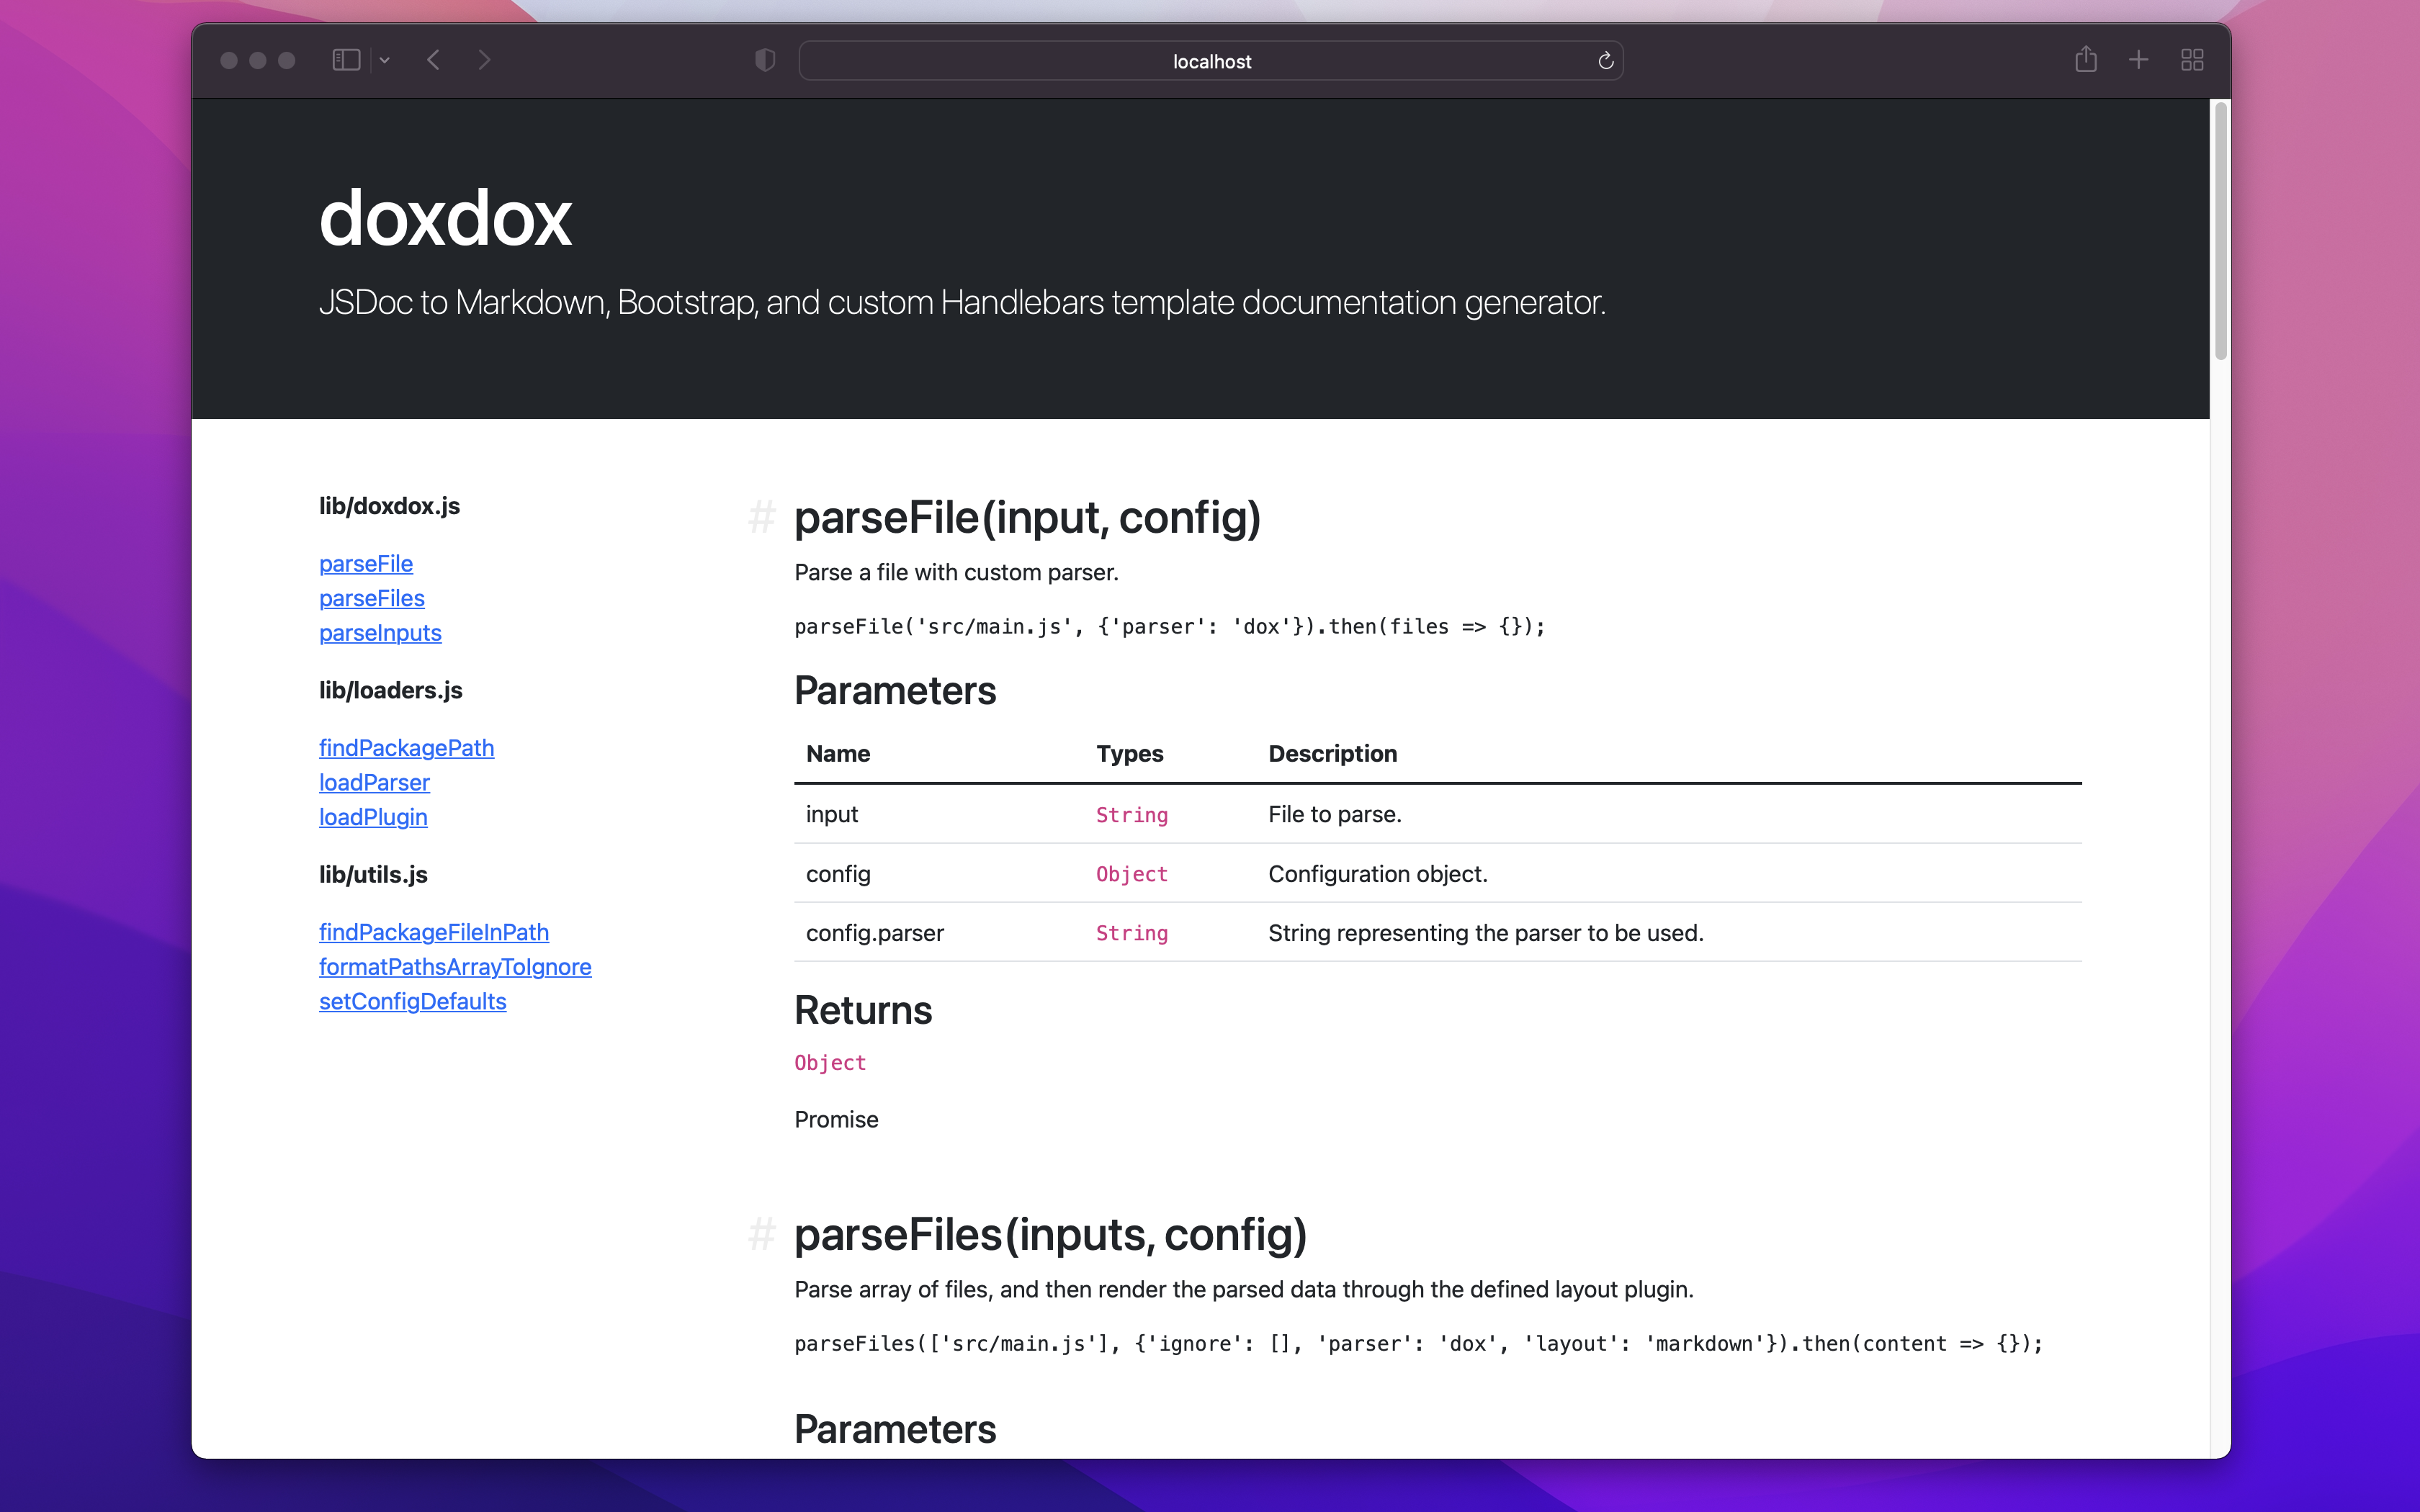 localhost
doxdox
JSDoc to Markdown, Bootstrap, and custom Handlebars template documentation generator.
lib/doxdox.js
parseFile
parseFiles
parseInputs
lib/loaders.js
findPackagePath
loadParser
loadPlugin
lib/utils.js
findPackageFileInPath
formatPathsArrayToIgnore
setConfigDefaults
# parseFile(input, config)
Parse a file with custom parser.
parseFile('src/main.js', {'parser': 'dox'}).then(files => {});
Parameters
Name Types Description
input String File to parse.
config Object Configuration object.
config.parser String String representing the parser to be used.
Returns
Object
Promise
# parseFiles(inputs, config)
Parse array of files, and then render the parsed data through the defined layout plugin.
parseFiles(['src/main.js'], {'ignore': [], 'parser': 'dox', 'layout': 'markdown'}).then(content => {});
Parameters